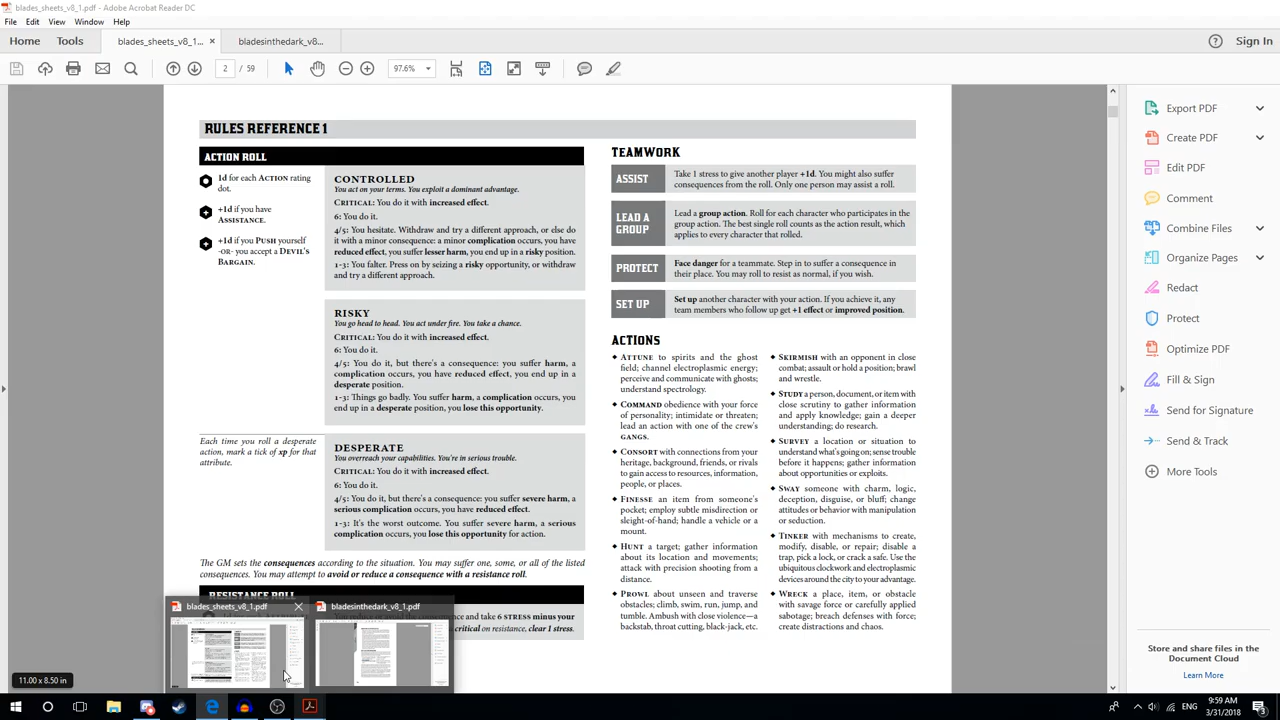 blades_sheets_v8_1.pdf - Adobe Acrobat Reader DC
File Edit View Window Help
Home Tools blades_sheets_v8_1... × bladesinthedark_v8... Sign In
2 / 59 97.6%
RULES REFERENCE 1
ACTION ROLL
1d for each ACTION rating
dot.
+1d if you have
ASSISTANCE.
+1d if you PUSH yourself
-OR- you accept a DEVIL'S
BARGAIN.
CONTROLLED
You act on your terms. You exploit a dominant advantage.
CRITICAL: You do it with increased effect.
6: You do it.
4/5: You hesitate. Withdraw and try a different approach, or else do
it with a minor consequence: a minor complication occurs, you have
reduced effect, you suffer lesser harm, you end up in a risky position.
1-3: You falter. Press on by seizing a risky opportunity, or withdraw
and try a different approach.
RISKY
You go head to head. You act under fire. You take a chance.
CRITICAL: You do it with increased effect.
6: You do it.
4/5: You do it, but there's a consequence: you suffer harm, a
complication occurs, you have reduced effect, you end up in a
desperate position.
1-3: Things go badly. You suffer harm, a complication occurs, you
end up in a desperate position, you lose this opportunity.
Each time you roll a desperate
action, mark a tick of xp for that
attribute.
DESPERATE
You overreach your capabilities. You're in serious trouble.
CRITICAL: You do it with increased effect.
6: You do it.
4/5: You do it, but there's a consequence: you suffer severe harm, a
serious complication occurs, you have reduced effect.
1-3: It's the worst outcome. You suffer severe harm, a serious
complication occurs, you lose this opportunity for action.
The GM sets the consequences according to the situation. You may suffer one, some, or all of the listed
consequences. You may attempt to avoid or reduce a consequence with a resistance roll.
RESISTANCE ROLL
and take 6 STRESS minus your
critical on resistance, clear 1 stress.
TEAMWORK
ASSIST
Take 1 stress to give another player +1d. You might also suffer
consequences from the roll. Only one person may assist a roll.
LEAD A
GROUP
Lead a group action. Roll for each character who participates in the
group action. The best single roll counts as the action result, which
applies to every character that rolled.
PROTECT
Face danger for a teammate. Step in to suffer a consequence in
their place. You may roll to resist as normal, if you wish.
SET UP
Set up another character with your action. If you achieve it, any
team members who follow up get +1 effect or improved position.
ACTIONS
ATTUNE to spirits and the ghost
field; channel electroplasmic energy;
perceive and communicate with ghosts;
understand spectrology.
COMMAND obedience with your force
of personality; intimidate or threaten;
lead an action with one of the crew's
GANGS.
CONSORT with connections from your
heritage, background, friends, or rivals
to gain access to resources, information,
people, or places.
FINESSE an item from someone's
pocket; employ subtle misdirection or
sleight-of-hand; handle a vehicle or a
mount.
HUNT a target; gather information
about its location and movements;
attack with precision shooting from a
distance.
PROWL about unseen and traverse
obstacles; climb, swim, run, jump, and
tumble. Ambush with close violence—a
backstab, throat cutting, black-jack, etc.
SKIRMISH with an opponent in close
combat; assault or hold a position; brawl
and wrestle.
STUDY a person, document, or item with
close scrutiny to gather information
and apply knowledge; gain a deeper
understanding; do research.
SURVEY a location or situation to
understand what's going on; sense trouble
before it happens; gather information
about opportunities or exploits.
SWAY someone with charm, logic,
deception, disguise, or bluff; change
attitudes or behavior with manipulation
or seduction.
TINKER with mechanisms to create,
modify, disable, or repair; disable a
trap, pick a lock, or crack a safe. Use the
ubiquitous clockwork and electroplasmic
devices around the city to your advantage.
WRECK a place, item, or obstacle
with savage force or carefully applied
sabotage; breach defenses with force;
create distractions and chaos.
Export PDF
Create PDF
Edit PDF
Comment
Combine Files
Organize Pages
Redact
Protect
Optimize PDF
Fill & Sign
Send for Signature
Send & Track
More Tools
Store and share files in the
Document Cloud
Learn More
blades_sheets_v8_1.pdf bladesinthedark_v8_1.pdf
11.00 x 8.50 in
ENG
9:59 AM
3/31/2018